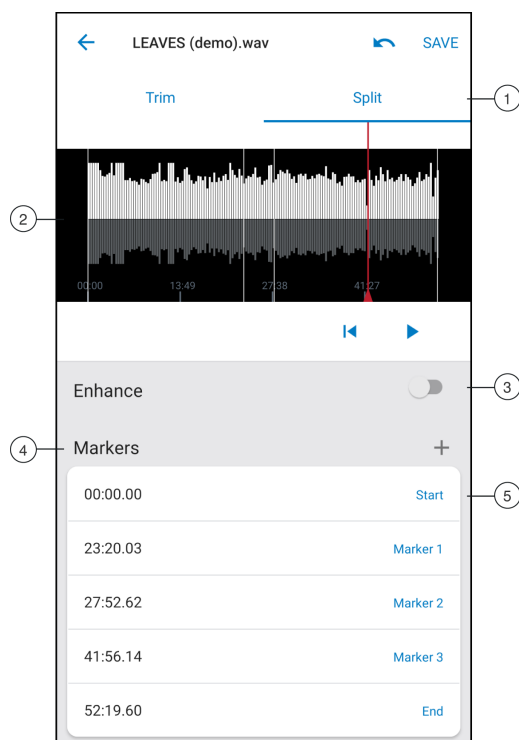 LEAVES (demo).wav SAVE
Trim Split
1
2
00:00 13:49 27:38 41:27
Enhance
3
4
Markers
00:00.00 Start
5
23:20.03 Marker 1
27:52.62 Marker 2
41:56.14 Marker 3
52:19.60 End